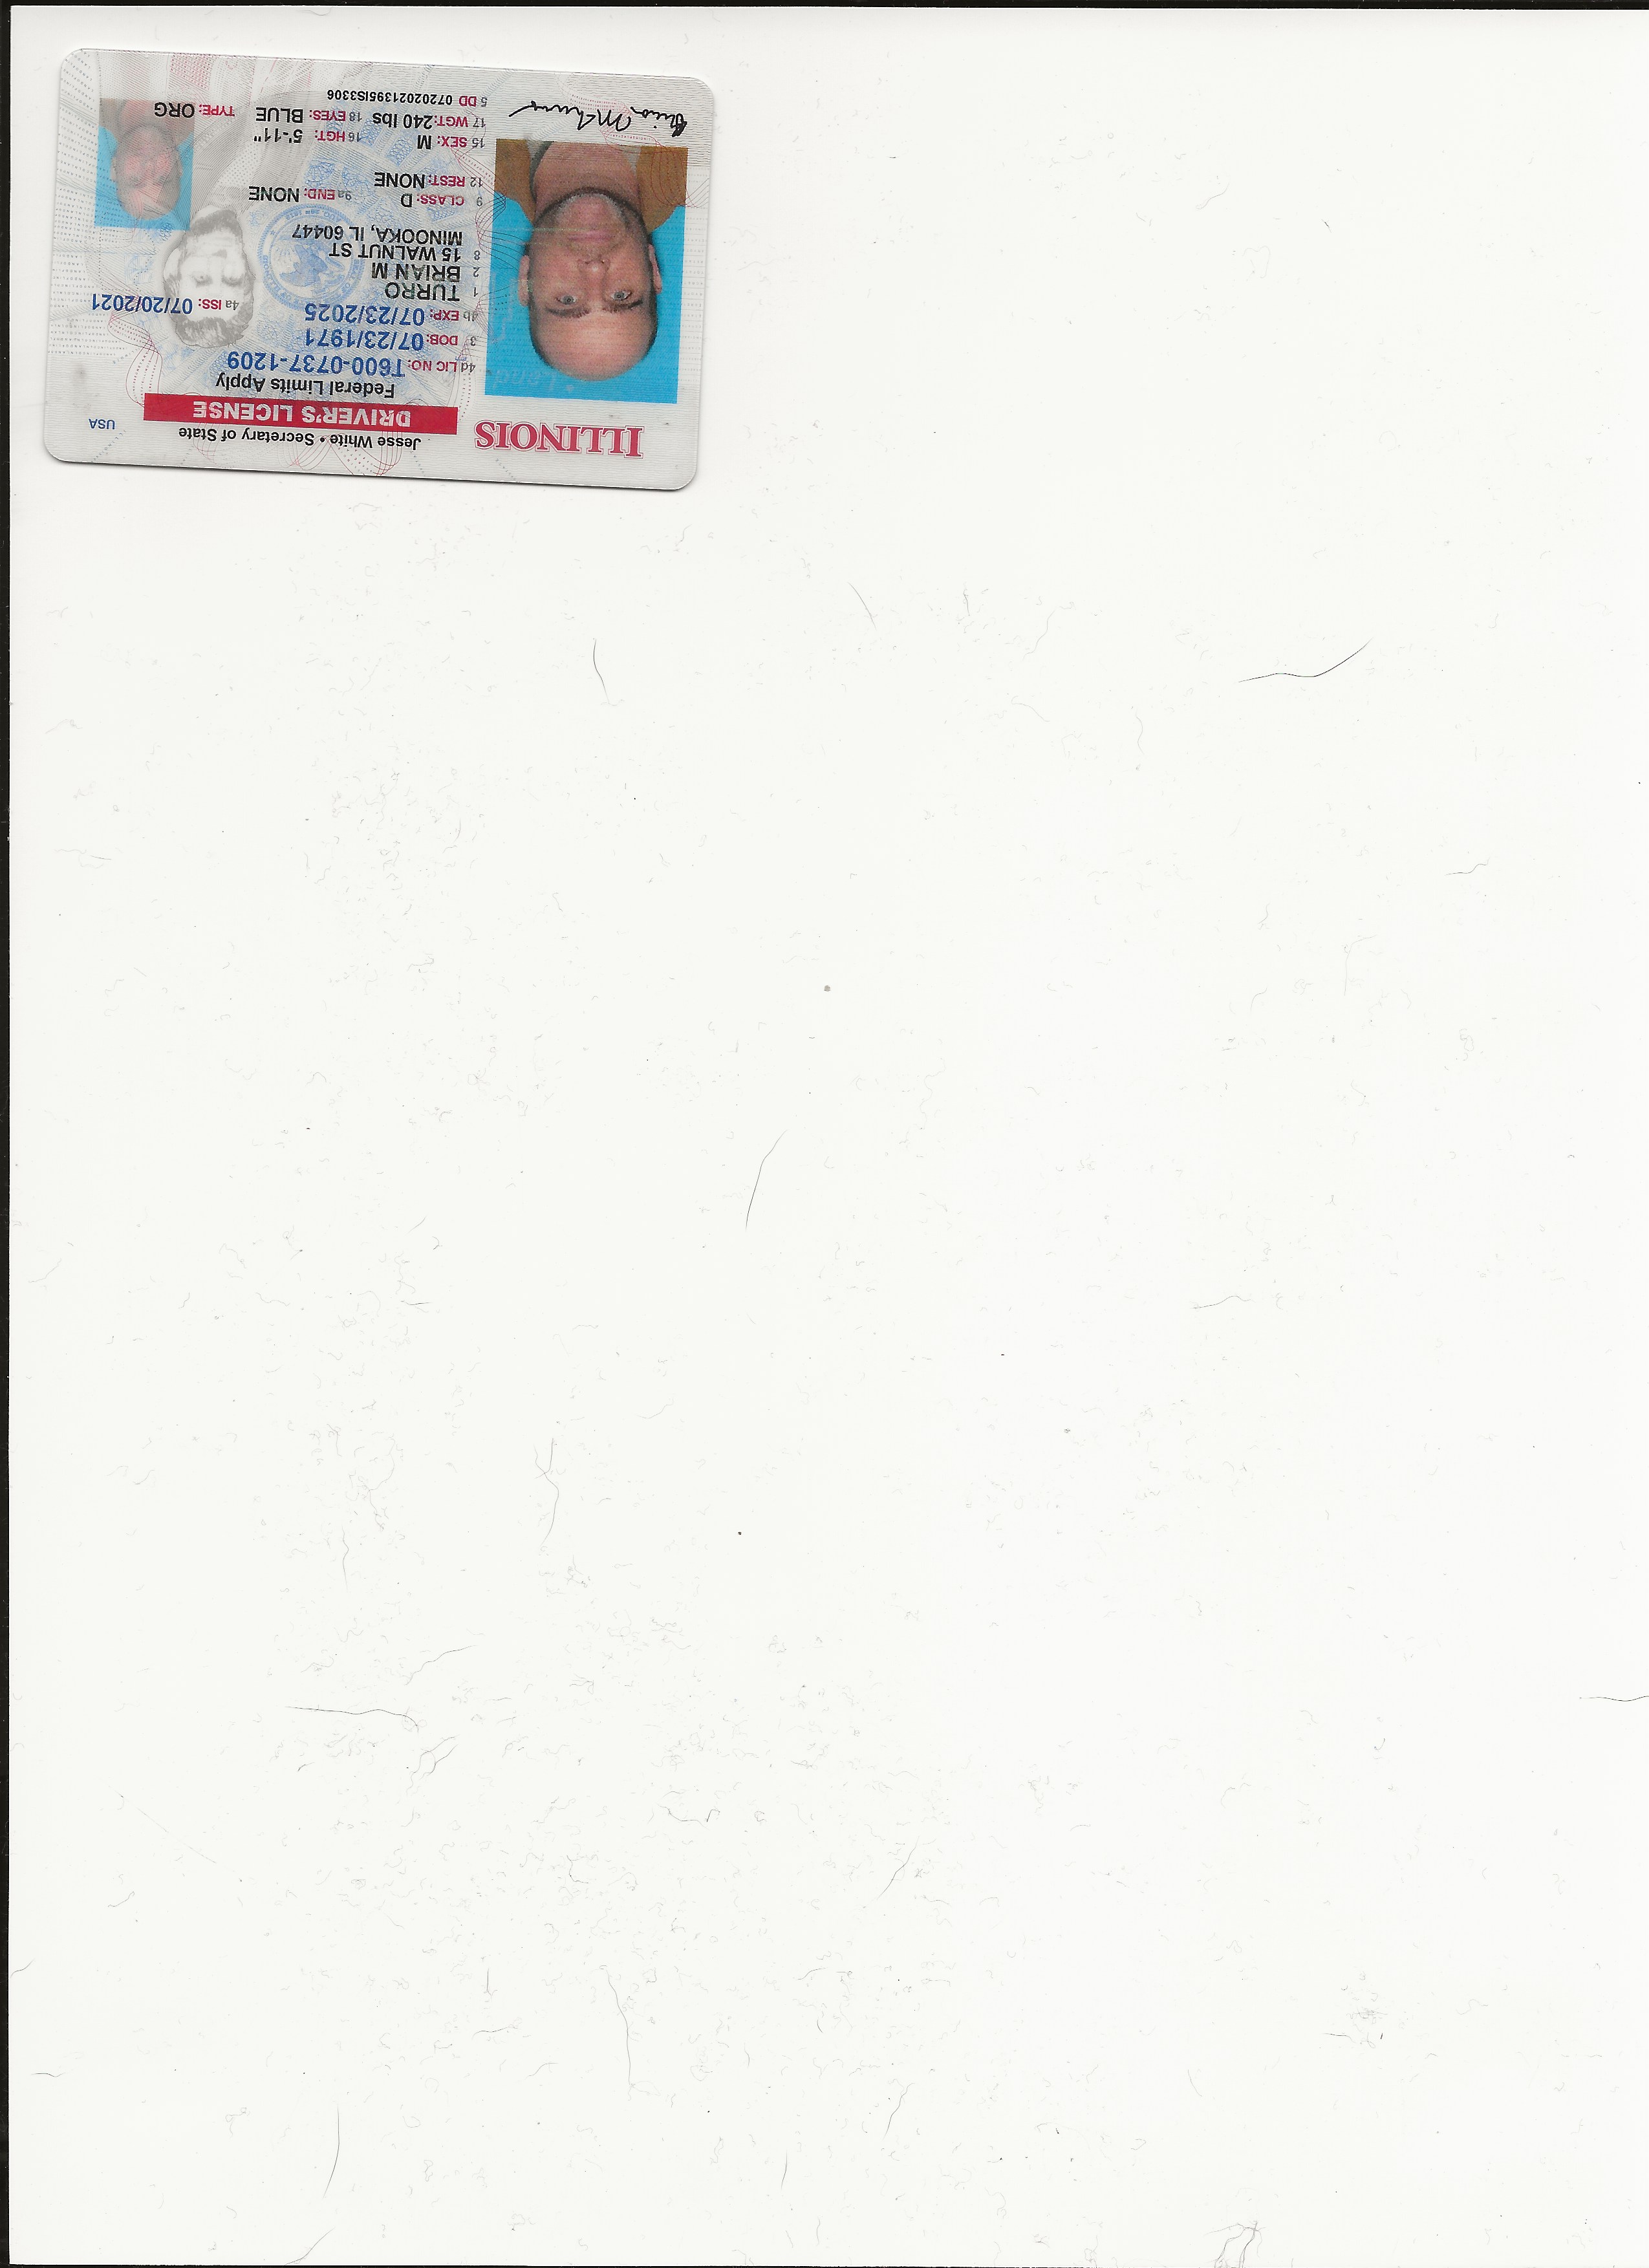 ILLINOIS
Jesse White • Secretary of State
USA
DRIVER'S LICENSE
Federal Limits Apply
4d LIC NO: T600-0737-1209
3 DOB: 07/23/1971
4b EXP: 07/23/2025
4a ISS: 07/20/2021
1 TURRO
2 BRIAN M
8 15 WALNUT ST
MINOOKA, IL 60447
9 CLASS: D 9a END: NONE
12 REST: NONE
15 SEX: M 16 HGT: 5'-11"
17 WGT: 240 lbs 18 EYES: BLUE TYPE: ORG
5 DD 07202021395IS3306